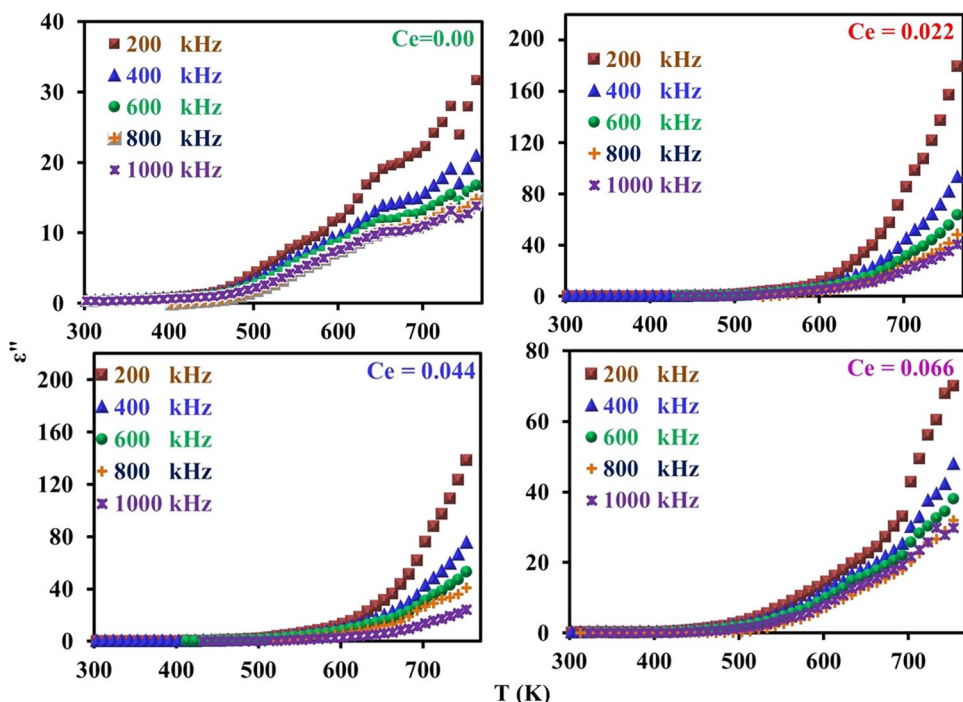 40
30
20
10
0
Ce=0.00
200 kHz
400 kHz
600 kHz
800 kHz
1000 kHz
300 400 500 600 700
200
160
120
80
40
0
Ce = 0.022
200 kHz
400 kHz
600 kHz
800 kHz
1000 kHz
300 400 500 600 700
ε"
200
160
120
80
40
0
Ce = 0.044
200 kHz
400 kHz
600 kHz
800 kHz
1000 kHz
300 400 500 600 700
80
60
40
20
0
Ce = 0.066
200 kHz
400 kHz
600 kHz
800 kHz
1000 kHz
300 400 500 600 700
T (K)